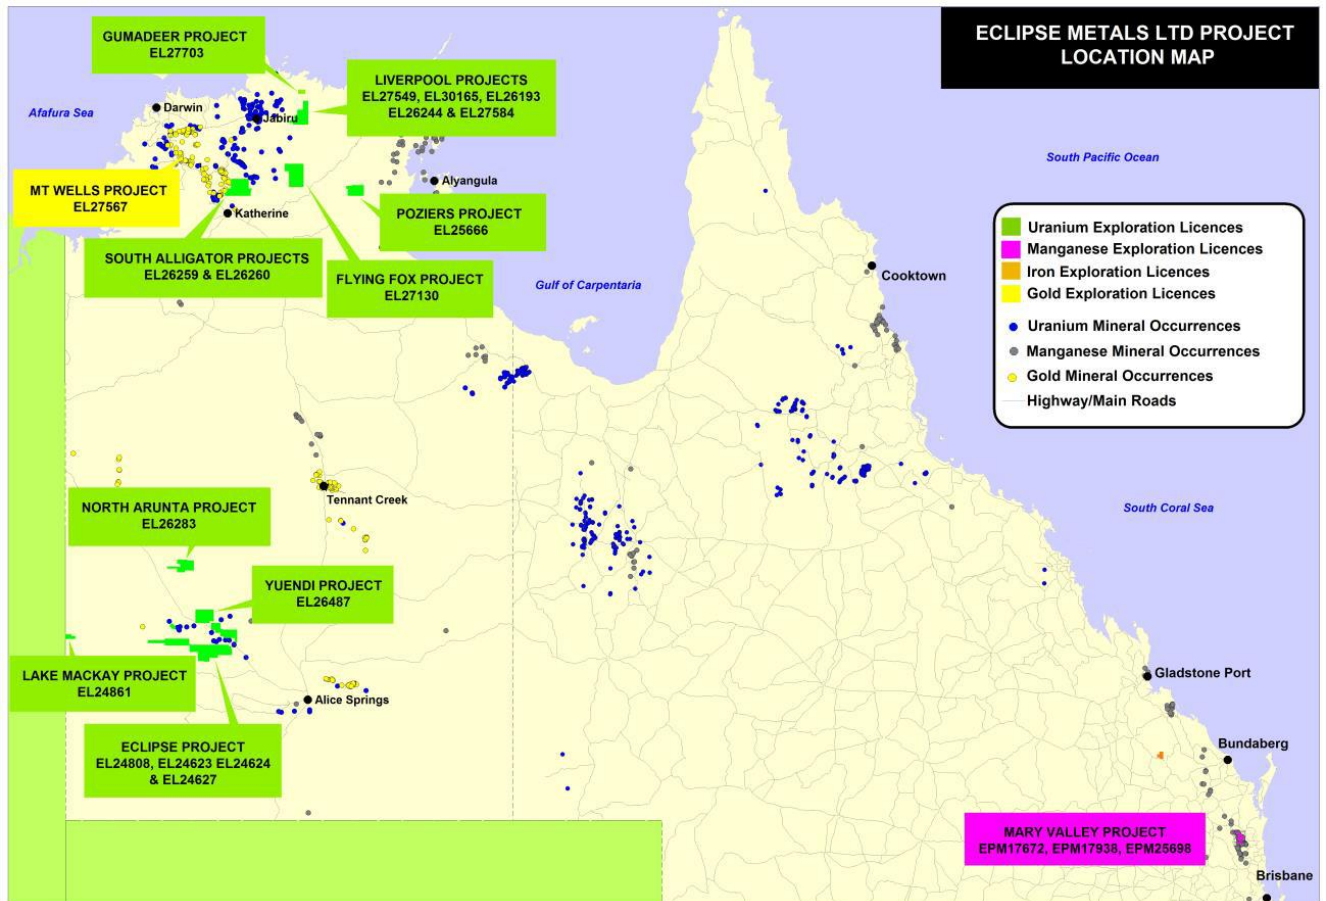 ECLIPSE METALS LTD PROJECT
LOCATION MAP
GUMADEER PROJECT
EL27703
LIVERPOOL PROJECTS
EL27549, EL30165, EL26193
EL26244 & EL27584
Afafura Sea
Darwin
Jabiru
South Pacific Ocean
MT WELLS PROJECT
EL27567
Alyangula
Katherine
POZIERS PROJECT
EL25666
SOUTH ALLIGATOR PROJECTS
EL26259 & EL26260
FLYING FOX PROJECT
EL27130
Gulf of Carpentaria
Cooktown
Uranium Exploration Licences
Manganese Exploration Licences
Iron Exploration Licences
Gold Exploration Licences
Uranium Mineral Occurrences
Manganese Mineral Occurrences
Gold Mineral Occurrences
Highway/Main Roads
Tennant Creek
NORTH ARUNTA PROJECT
EL26283
South Coral Sea
YUENDI PROJECT
EL26487
LAKE MACKAY PROJECT
EL24861
Alice Springs
Gladstone Port
ECLIPSE PROJECT
EL24808, EL24623 EL24624
& EL24627
Bundaberg
MARY VALLEY PROJECT
EPM17672, EPM17938, EPM25698
Brisbane